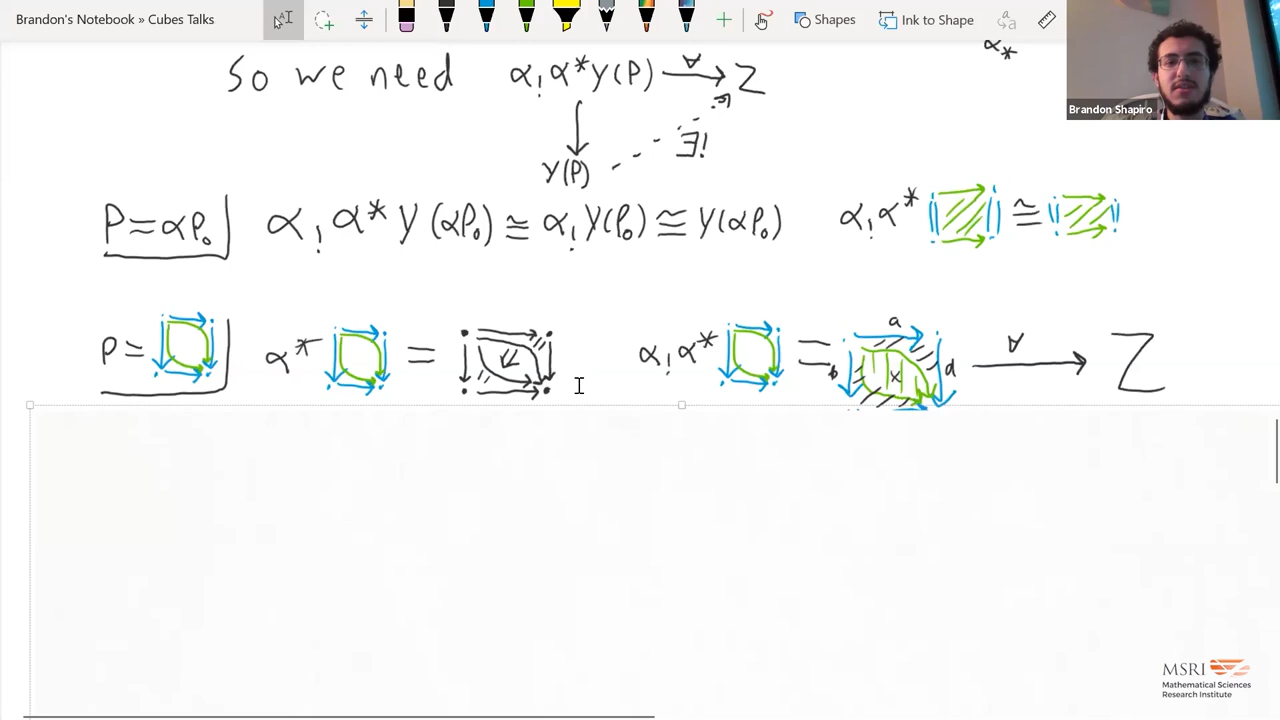 Brandon's Notebook » Cubes Talks
Shapes
Ink to Shape
α*
Brandon Shapiro
So we need α!α*Y(P) ∀ Z
Y(P) ∃!
P=αP₀ α!α*Y(αP₀)≅α!Y(P₀)≅Y(αP₀) α!α* ≅
P= α* = α!α* = a b x d ∀ Z
MSRI
Mathematical Sciences
Research Institute